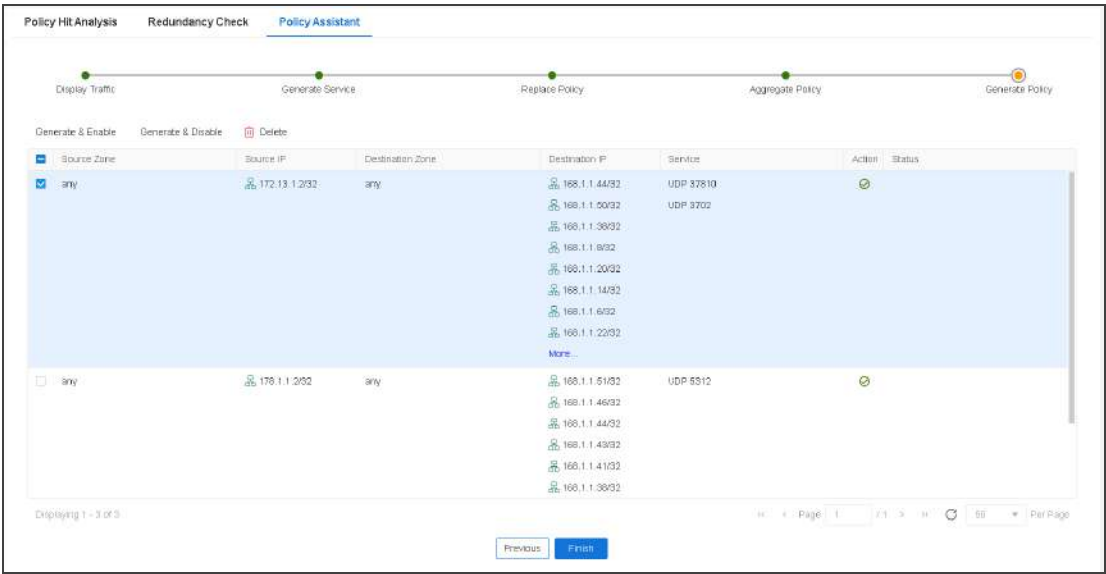 Policy Hit Analysis Redundancy Check Policy Assistant
Display Traffic Generate Service Replace Policy Aggregate Policy Generate Policy
Generate & Enable Generate & Disable Delete
Source Zone Source IP Destination Zone Destination IP Service Action Status
any 172.13.1.2/32 any 168.1.1.44/32 UDP 37810
168.1.1.50/32 UDP 3702
168.1.1.38/32
168.1.1.8/32
168.1.1.20/32
168.1.1.14/32
168.1.1.6/32
168.1.1.22/32
More...
any 178.1.1.2/32 any 168.1.1.51/32 UDP 5312
168.1.1.46/32
168.1.1.44/32
168.1.1.43/32
168.1.1.41/32
168.1.1.38/32
Displaying 1 - 3 of 3 Page 1 / 1 Per Page
Previous Finish